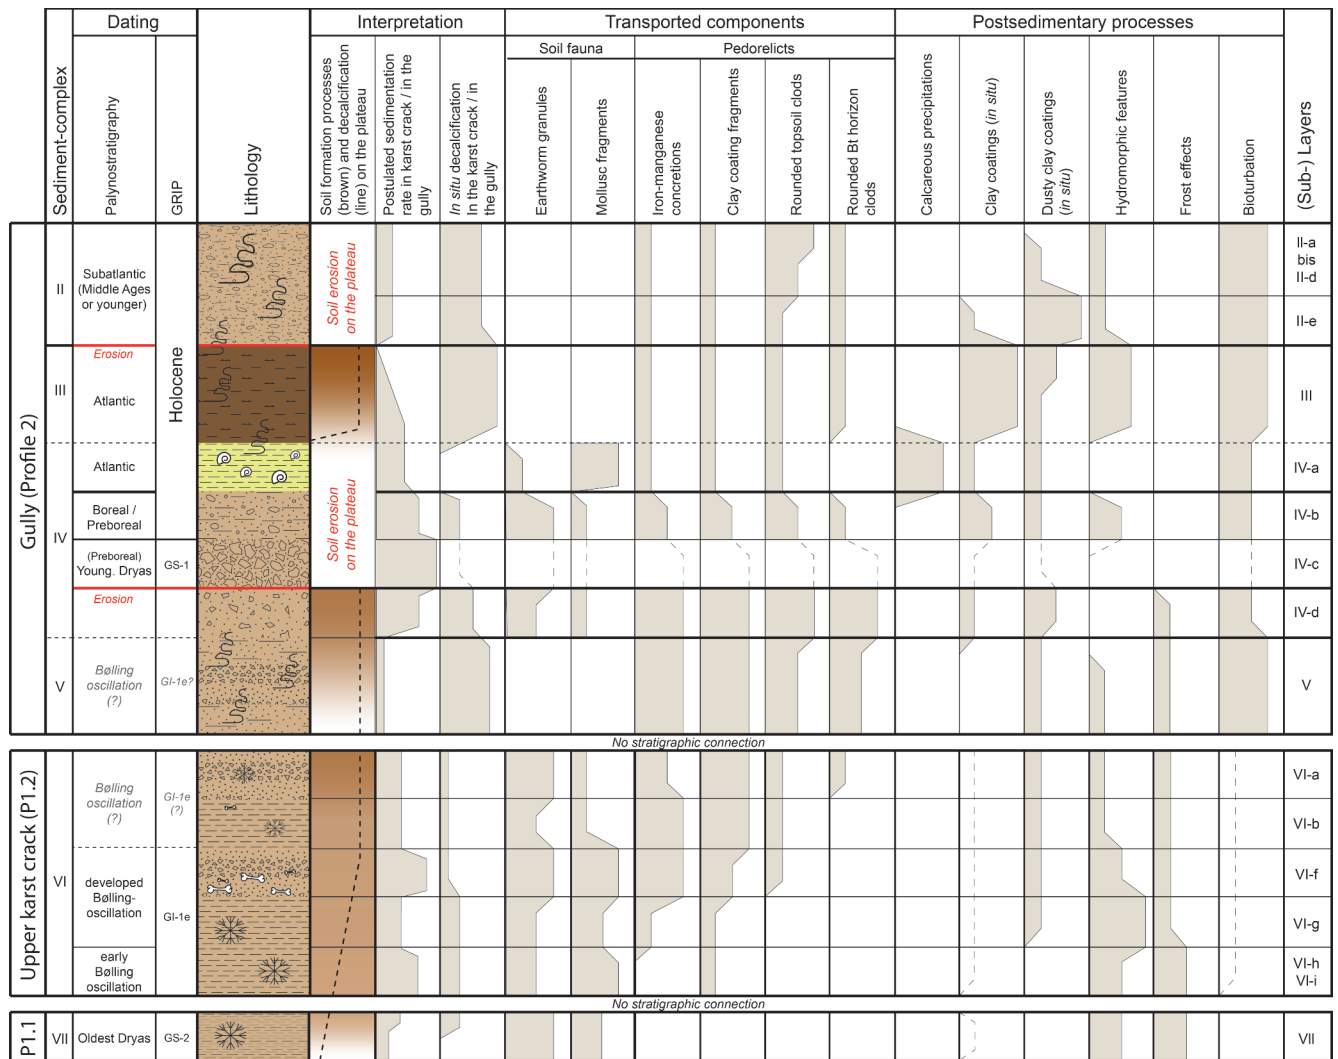 Dating
Interpretation
Transported components
Postsedimentary processes
Soil fauna
Pedorelicts
Sediment-complex
Palynostratigraphy
GRIP
Lithology
Soil formation processes
(brown) and decalcification
(line) on the plateau
Postulated sedimentation
rate in karst crack / in the
gully
In situ decalcification
In the karst crack / in
the gully
Earthworm granules
Mollusc fragments
Iron-manganese
concretions
Clay coating fragments
Rounded topsoil clods
Rounded Bt horizon
clods
Calcareous precipitations
Clay coatings (in situ)
Dusty clay coatings
(in situ)
Hydromorphic features
Frost effects
Bioturbation
(Sub-) Layers
Gully (Profile 2)
II
Subatlantic
(Middle Ages
or younger)
Holocene
Soil erosion
on the plateau
II-a
bis
II-d
II-e
Erosion
III
Atlantic
III
Atlantic
IV-a
IV
Boreal /
Preboreal
Soil erosion
on the plateau
IV-b
(Preboreal)
Young. Dryas
GS-1
IV-c
Erosion
IV-d
V
Bølling
oscillation
(?)
GI-1e?
V
No stratigraphic connection
Upper karst crack (P1.2)
VI
Bølling
oscillation
(?)
GI-1e
(?)
VI-a
VI-b
developed
Bølling-
oscillation
GI-1e
VI-f
VI-g
early
Bølling
oscillation
VI-h
VI-i
No stratigraphic connection
P1.1
VII
Oldest Dryas
GS-2
VII